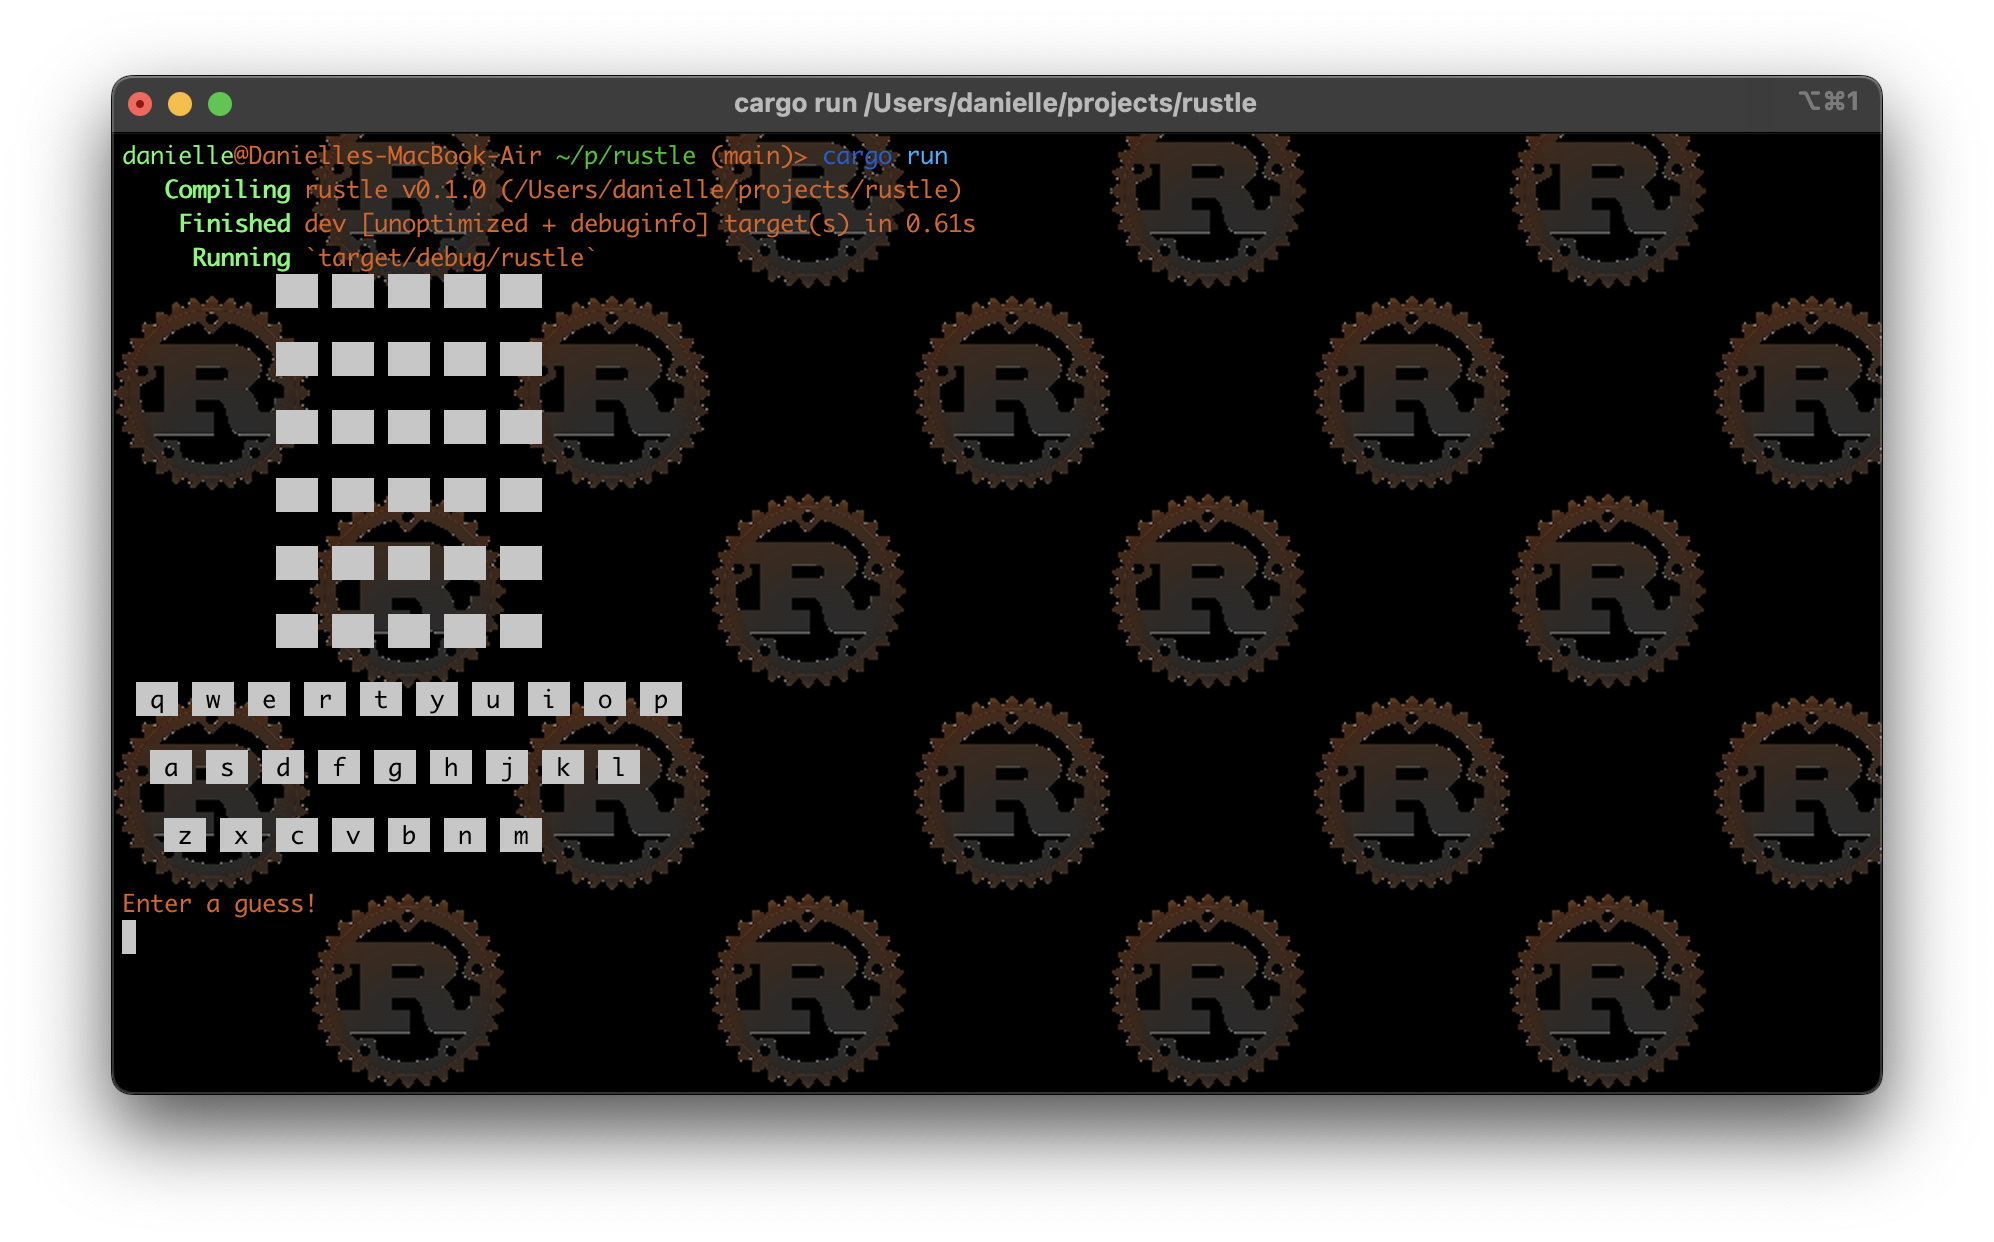 cargo run /Users/danielle/projects/rustle ⌥⌘1
danielle@Danielles-MacBook-Air ~/p/rustle (main)> cargo run
Compiling rustle v0.1.0 (/Users/danielle/projects/rustle)
Finished dev [unoptimized + debuginfo] target(s) in 0.61s
Running `target/debug/rustle`
q w e r t y u i o p
a s d f g h j k l
z x c v b n m
Enter a guess!